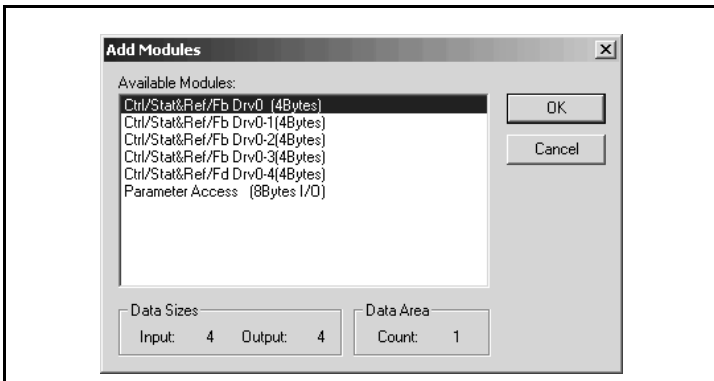 Add Modules
Available Modules:
Ctrl/Stat&Ref/Fb Drv0 (4Bytes)
Ctrl/Stat&Ref/Fb Drv0-1(4Bytes)
Ctrl/Stat&Ref/Fb Drv0-2(4Bytes)
Ctrl/Stat&Ref/Fb Drv0-3(4Bytes)
Ctrl/Stat&Ref/Fd Drv0-4(4Bytes)
Parameter Access (8Bytes I/O)
OK
Cancel
Data Sizes
Input: 4 Output: 4
Data Area
Count: 1